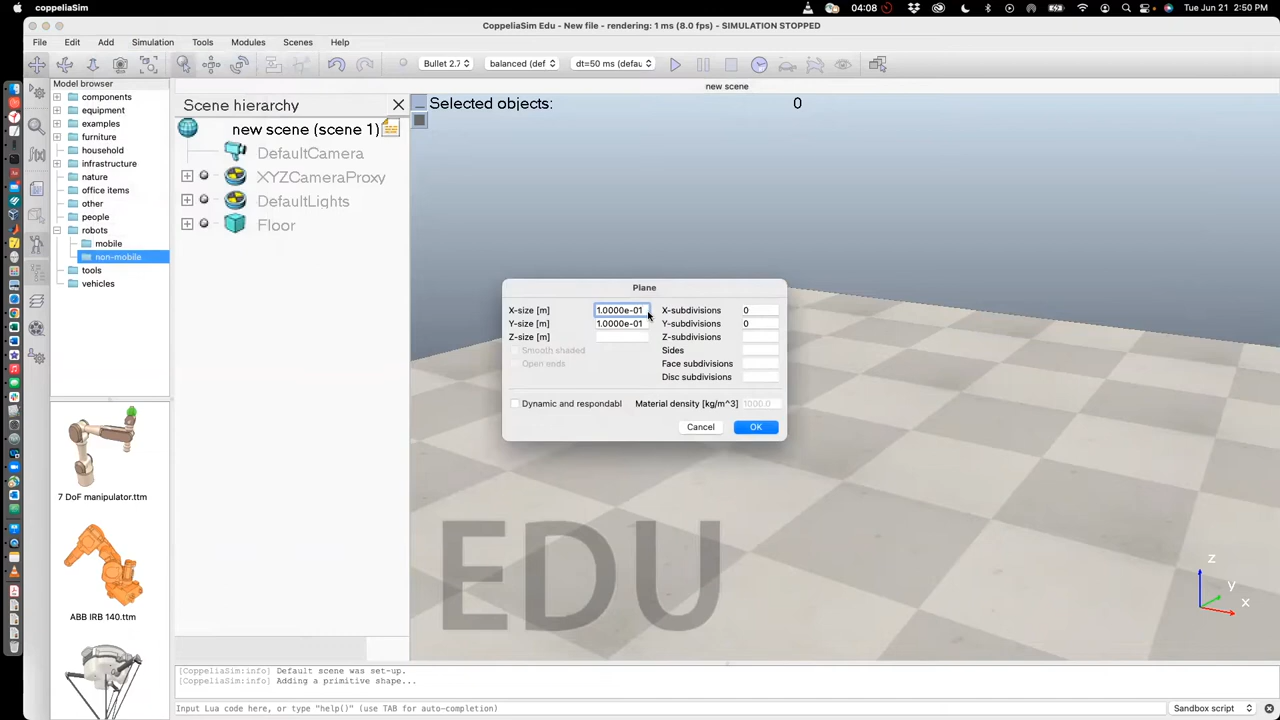 coppeliaSim
04:08
Tue Jun 21 2:50 PM
CoppeliaSim Edu - New file - rendering: 1 ms (8.0 fps) - SIMULATION STOPPED
File Edit Add Simulation Tools Modules Scenes Help
Bullet 2.7 balanced (def dt=50 ms (defau
Model browser
components
equipment
examples
furniture
household
infrastructure
nature
office items
other
people
robots
mobile
non-mobile
tools
vehicles
7 DoF manipulator.ttm
ABB IRB 140.ttm
Scene hierarchy
new scene (scene 1)
DefaultCamera
XYZCameraProxy
DefaultLights
Floor
new scene
Selected objects: 0
Plane
X-size [m] 1.0000e-01 X-subdivisions 0
Y-size [m] 1.0000e-01 Y-subdivisions 0
Z-size [m] Z-subdivisions
Smooth shaded Sides
Open ends Face subdivisions
Disc subdivisions
Dynamic and respondabl Material density [kg/m^3] 1000.0
Cancel OK
EDU
Z
Y
X
[CoppeliaSim:info] Default scene was set-up.
[CoppeliaSim:info] Adding a primitive shape...
Input Lua code here, or type "help()" (use TAB for auto-completion) Sandbox script